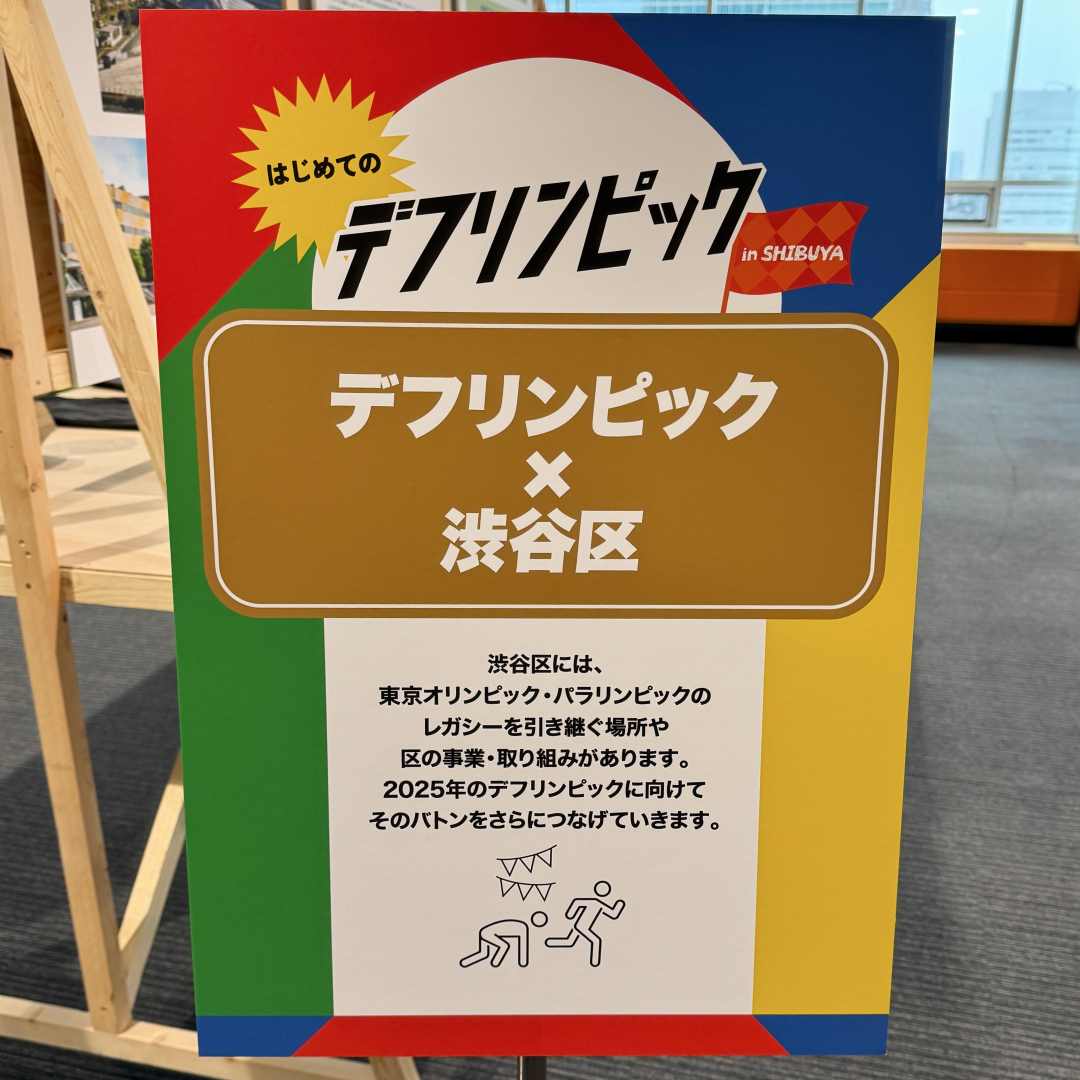 はじめての
デフリンピック
in SHIBUYA
デフリンピック
×
渋谷区
渋谷区には、
東京オリンピック・パラリンピックの
レガシーを引き継ぐ場所や
区の事業・取り組みがあります。
2025年のデフリンピックに向けて
そのバトンをさらにつなげていきます。